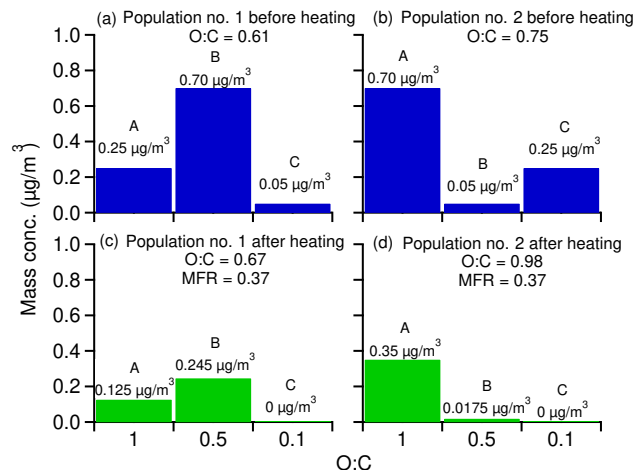 (a) Population no. 1 before heating
O:C = 0.61
A
0.25 µg/m³
B
0.70 µg/m³
C
0.05 µg/m³
1.0
0.8
0.6
0.4
0.2
0.0
(b) Population no. 2 before heating
O:C = 0.75
A
0.70 µg/m³
B
0.05 µg/m³
C
0.25 µg/m³
Mass conc. (µg/m³)
(c) Population no. 1 after heating
O:C = 0.67
MFR = 0.37
A
0.125 µg/m³
B
0.245 µg/m³
C
0 µg/m³
1.0
0.8
0.6
0.4
0.2
0.0
1 0.5 0.1
(d) Population no. 2 after heating
O:C = 0.98
MFR = 0.37
A
0.35 µg/m³
B
0.0175 µg/m³
C
0 µg/m³
1 0.5 0.1
O:C